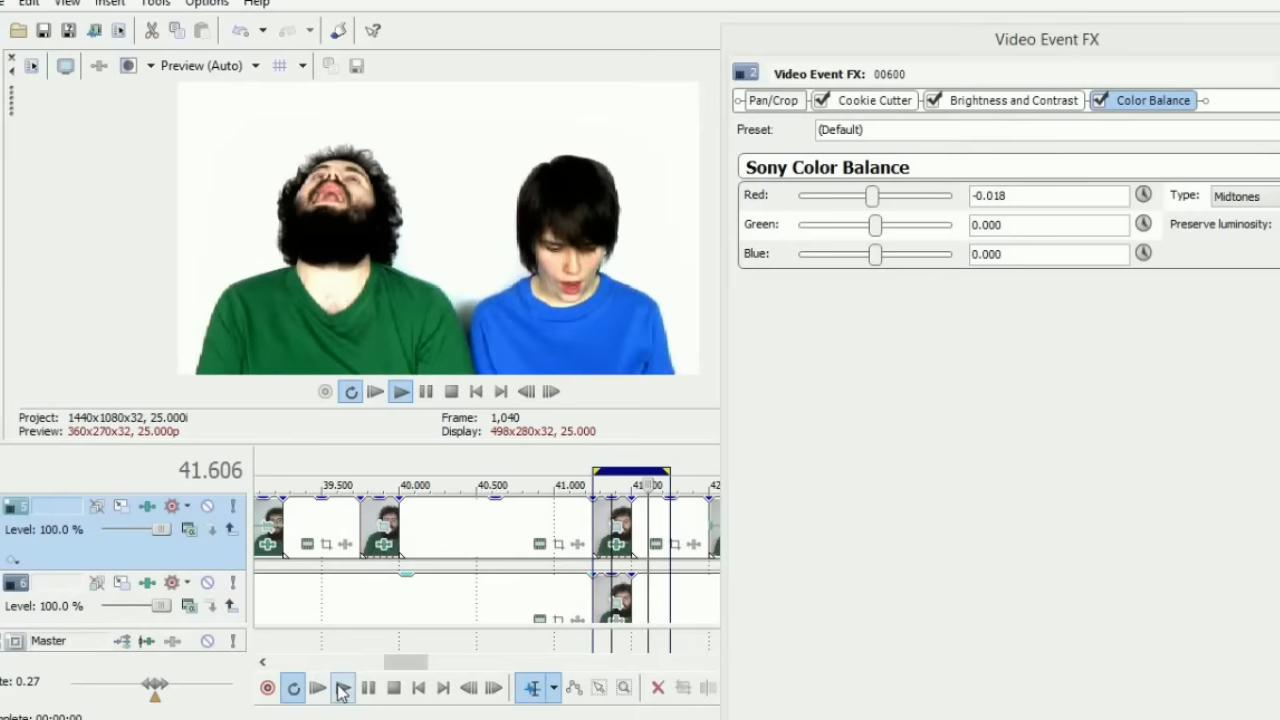 Edit View Insert Tools Options Help
Video Event FX
Preview (Auto)
2 Video Event FX: 00600
Pan/Crop Cookie Cutter Brightness and Contrast Color Balance
Preset: (Default)
Sony Color Balance
Red: -0.018 Type: Midtones
Green: 0.000 Preserve luminosity:
Blue: 0.000
Project: 1440x1080x32, 25.000i
Preview: 360x270x32, 25.000p
Frame: 1,040
Display: 498x280x32, 25.000
41.606
39.500 40.000 40.500 41.000
5
Level: 100.0 %
6
Level: 100.0 %
Master